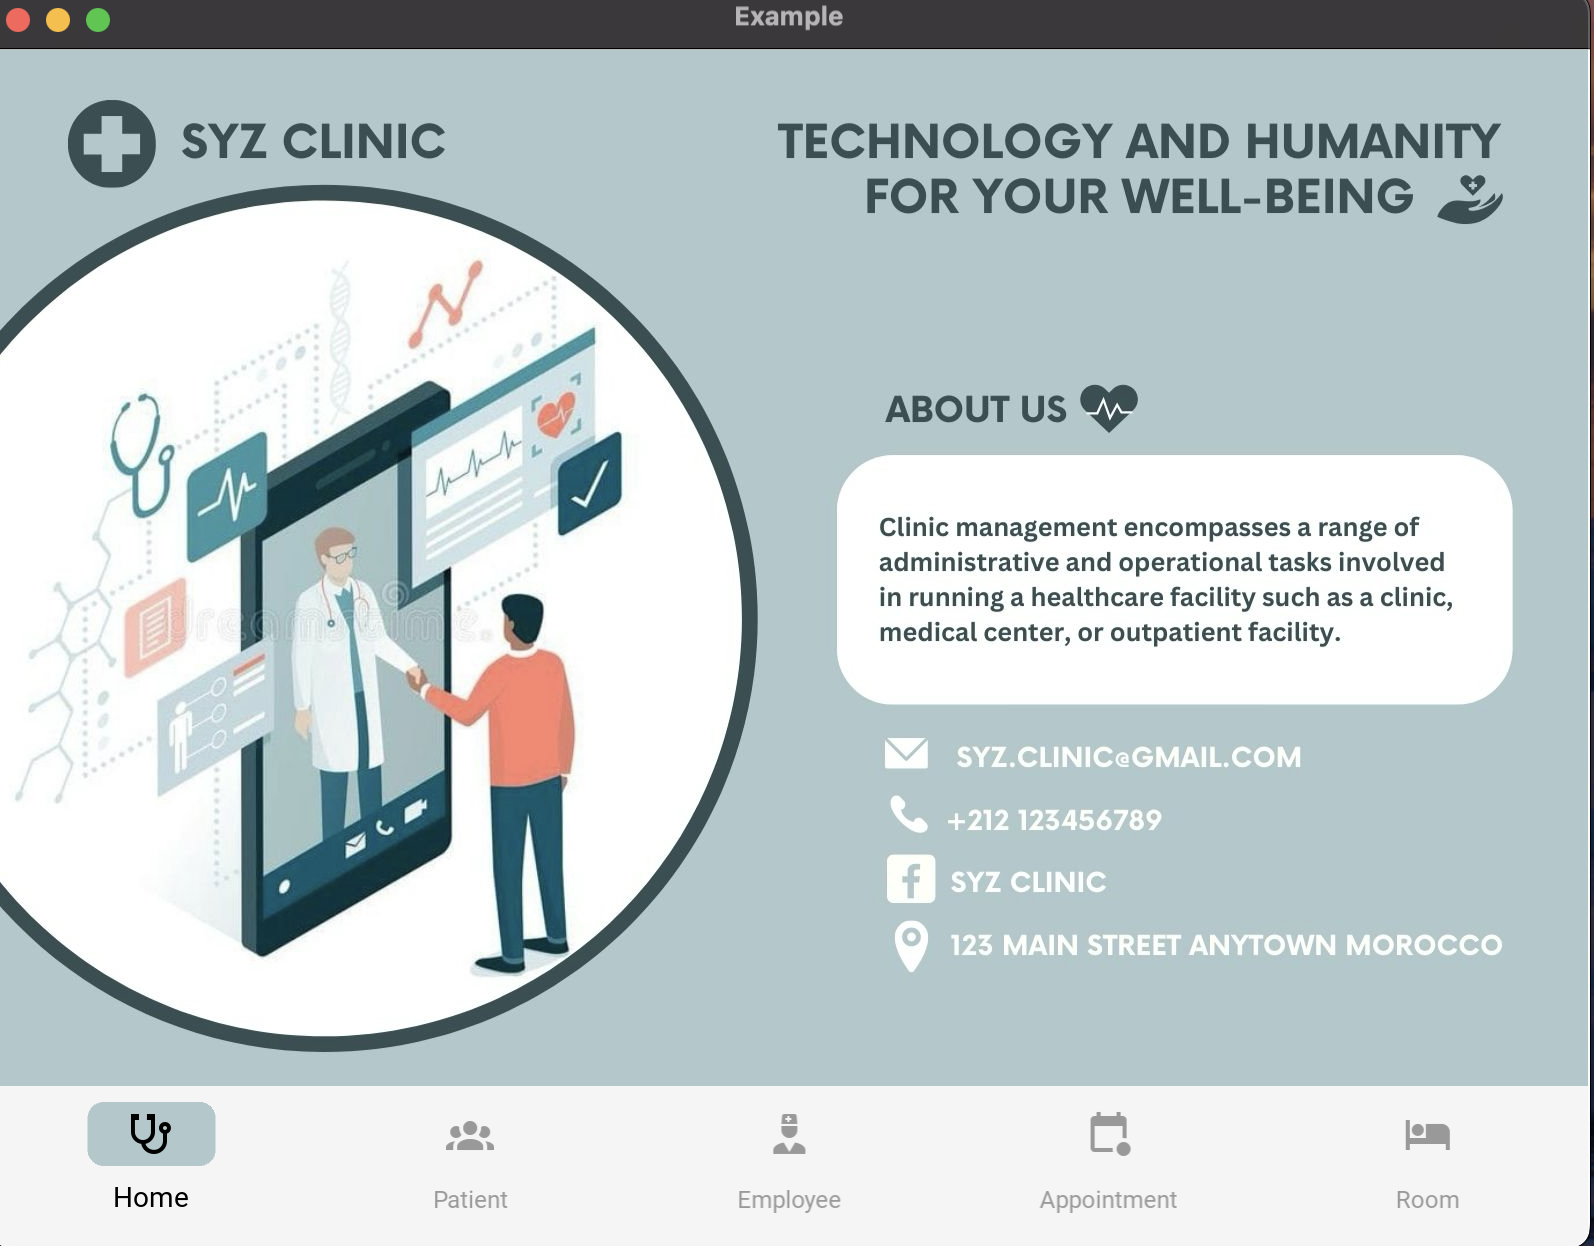 Example
SYZ CLINIC
TECHNOLOGY AND HUMANITY
FOR YOUR WELL-BEING
ABOUT US
Clinic management encompasses a range of
administrative and operational tasks involved
in running a healthcare facility such as a clinic,
medical center, or outpatient facility.
SYZ.CLINIC@GMAIL.COM
+212 123456789
SYZ CLINIC
123 MAIN STREET ANYTOWN MOROCCO
dreamstime.
Home
Patient
Employee
Appointment
Room